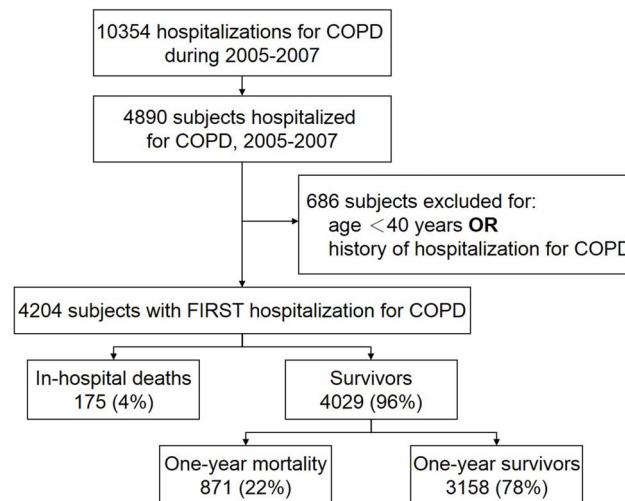 10354 hospitalizations for COPD
during 2005-2007
4890 subjects hospitalized
for COPD, 2005-2007
686 subjects excluded for:
age <40 years OR
history of hospitalization for COPD
4204 subjects with FIRST hospitalization for COPD
In-hospital deaths
175 (4%)
Survivors
4029 (96%)
One-year mortality
871 (22%)
One-year survivors
3158 (78%)